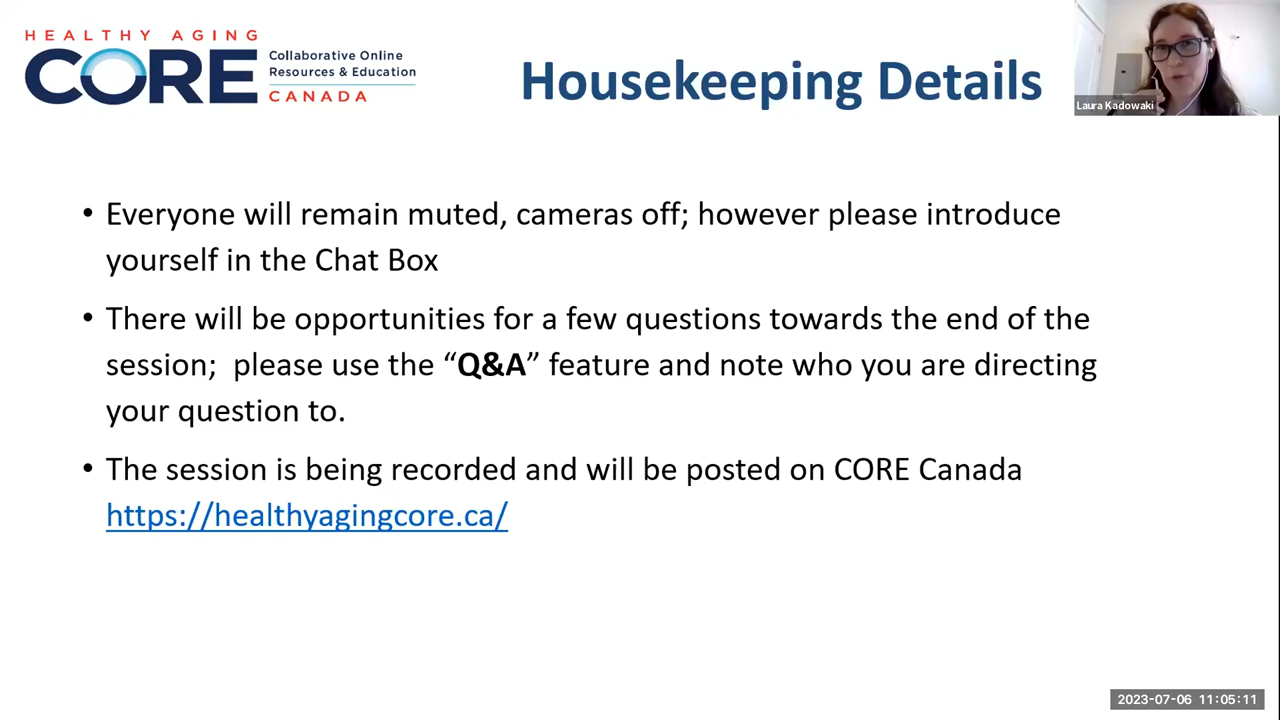 HEALTHY AGING
CORE
Collaborative Online
Resources & Education
CANADA
Housekeeping Details
Laura Kadowaki
• Everyone will remain muted, cameras off; however please introduce
yourself in the Chat Box
• There will be opportunities for a few questions towards the end of the
session;  please use the “Q&A” feature and note who you are directing
your question to.
• The session is being recorded and will be posted on CORE Canada
https://healthyagingcore.ca/
2023-07-06 11:05:11